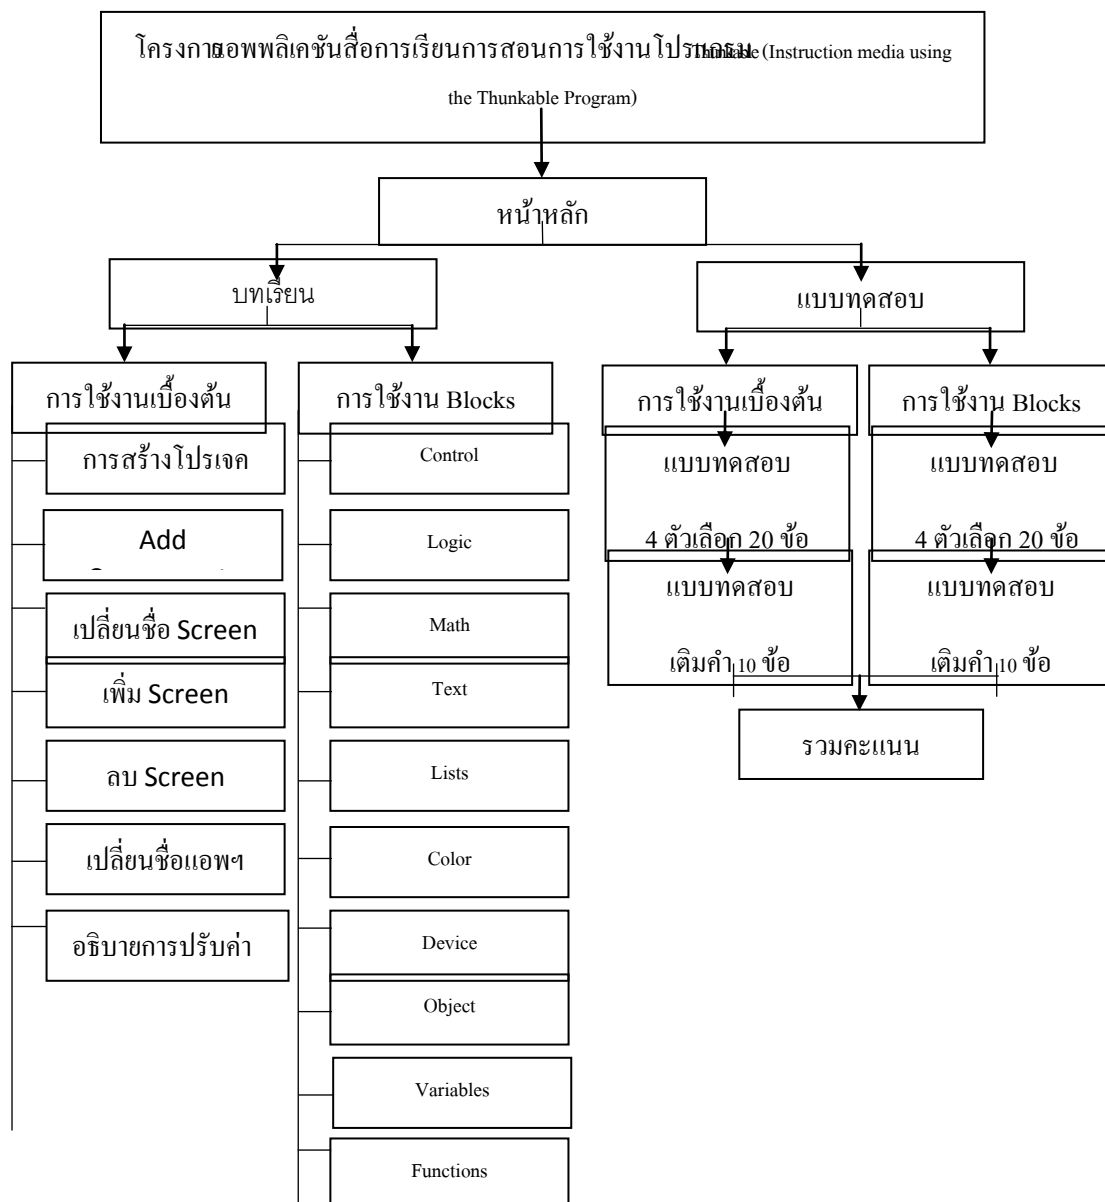 โครงการแอพพลิเคชันสื่อการเรียนการสอนการใช้งานโปรแกรม Thunkable (Instruction media using
the Thunkable Program)
หน้าหลัก
บทเรียน
แบบทดสอบ
การใช้งานเบื้องต้น
การใช้งาน Blocks
การใช้งานเบื้องต้น
การใช้งาน Blocks
การสร้างโปรเจค
Add
เปลี่ยนชื่อ Screen
เพิ่ม Screen
ลบ Screen
เปลี่ยนชื่อแอพฯ
อธิบายการปรับค่า
Control
Logic
Math
Text
Lists
Color
Device
Object
Variables
Functions
แบบทดสอบ
4 ตัวเลือก 20 ข้อ
แบบทดสอบ
เติมคำ 10 ข้อ
แบบทดสอบ
4 ตัวเลือก 20 ข้อ
แบบทดสอบ
เติมคำ 10 ข้อ
รวมคะแนน